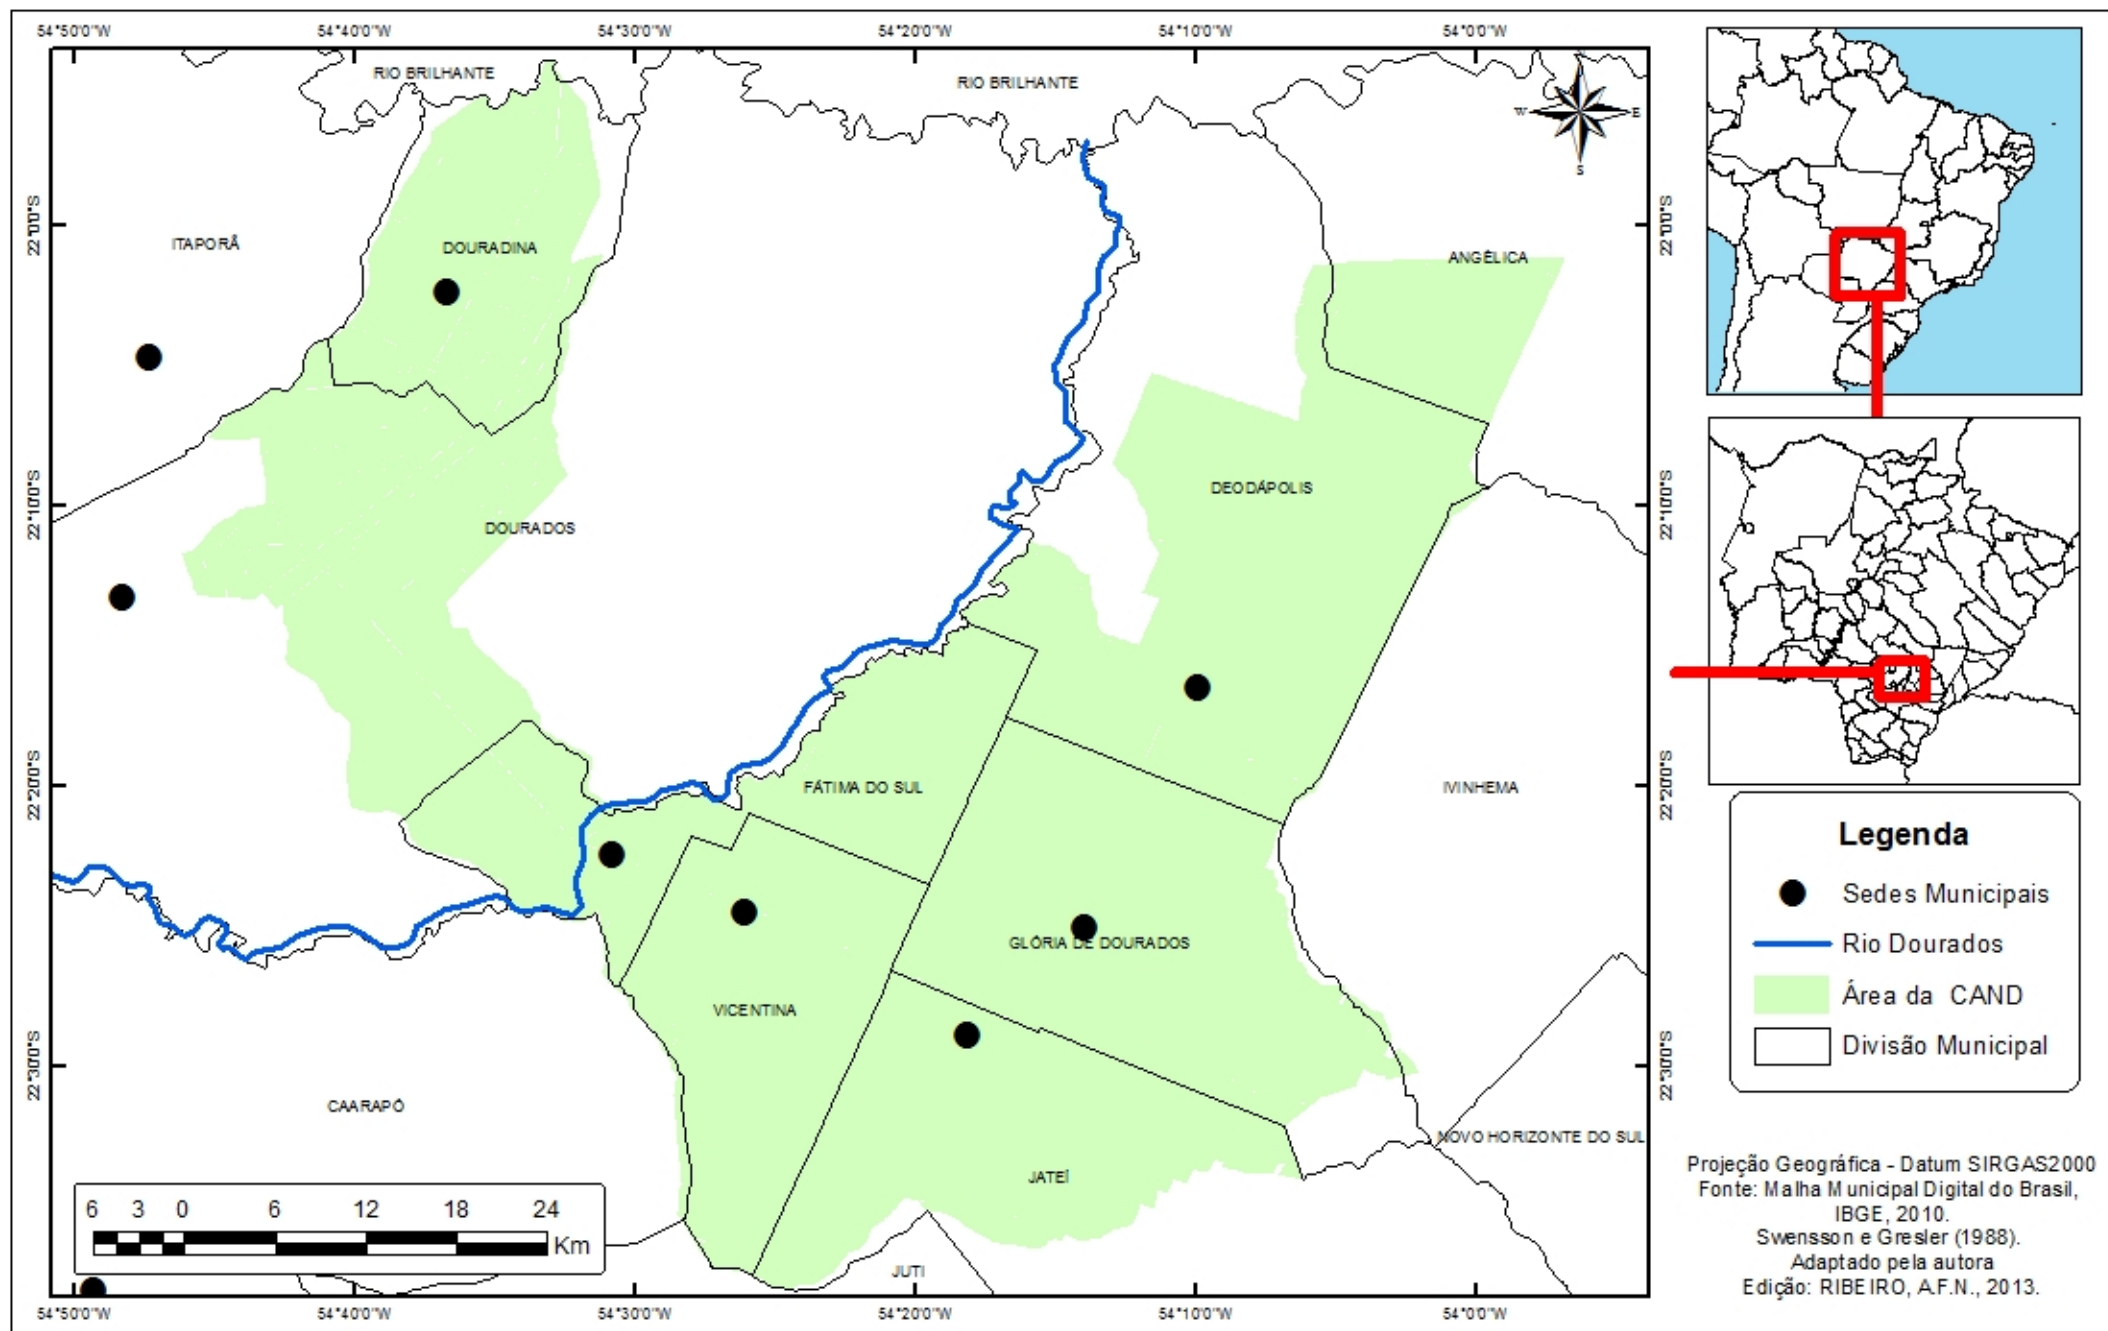 54°50'0"W
54°40'0"W
54°30'0"W
54°20'0"W
54°10'0"W
54°0'0"W
RIO BRILHANTE
RIO BRILHANTE
W
E
S
22°0'0"S
22°0'0"S
ITAPORÃ
DOURADINA
ANGÉLICA
DEODÁPOLIS
22°10'0"S
22°10'0"S
DOURADOS
22°20'0"S
22°20'0"S
FÁTIMA DO SUL
IVINHEMA
GLÓRIA DE DOURADOS
VICENTINA
22°30'0"S
22°30'0"S
CAARAPÓ
NOVO HORIZONTE DO SUL
JATEÍ
JUTI
6 3 0 6 12 18 24
Km
54°50'0"W
54°40'0"W
54°30'0"W
54°20'0"W
54°10'0"W
54°0'0"W
Legenda
Sedes Municipais
Rio Dourados
Área da CAND
Divisão Municipal
Projeção Geográfica - Datum SIRGAS2000
Fonte: Malha Municipal Digital do Brasil,
IBGE, 2010.
Swensson e Gresler (1988).
Adaptado pela autora
Edição: RIBEIRO, A.F.N., 2013.